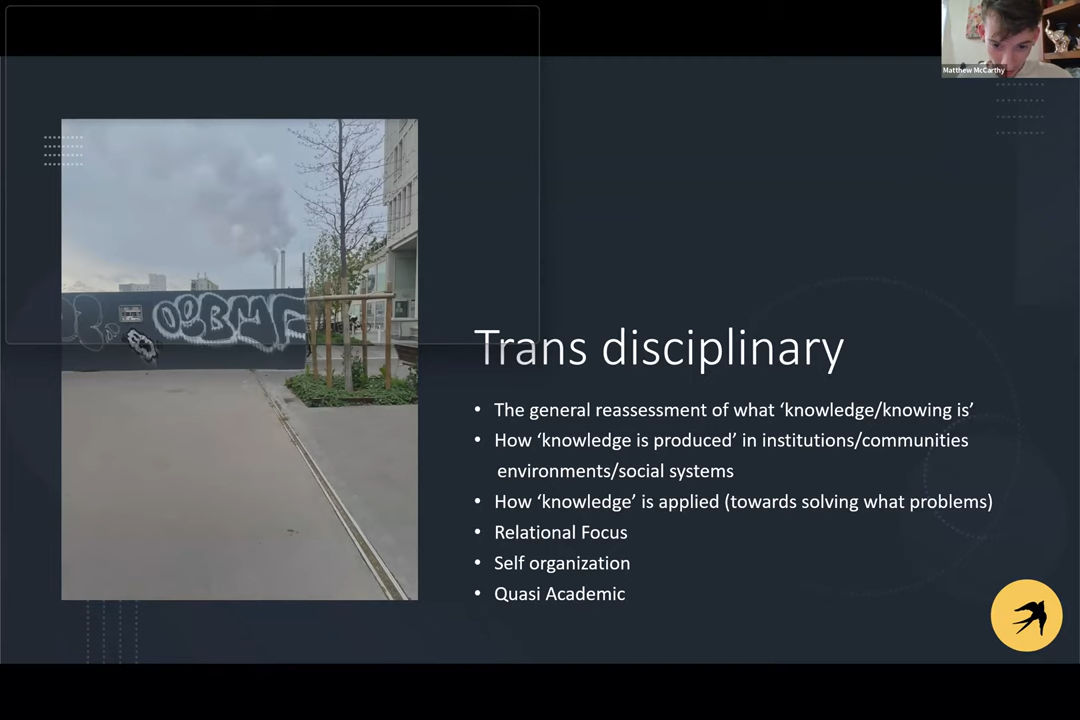 Matthew McCarthy
OOBMF
Trans disciplinary
• The general reassessment of what ‘knowledge/knowing is’
• How ‘knowledge is produced’ in institutions/communities
environments/social systems
• How ‘knowledge’ is applied (towards solving what problems)
• Relational Focus
• Self organization
• Quasi Academic